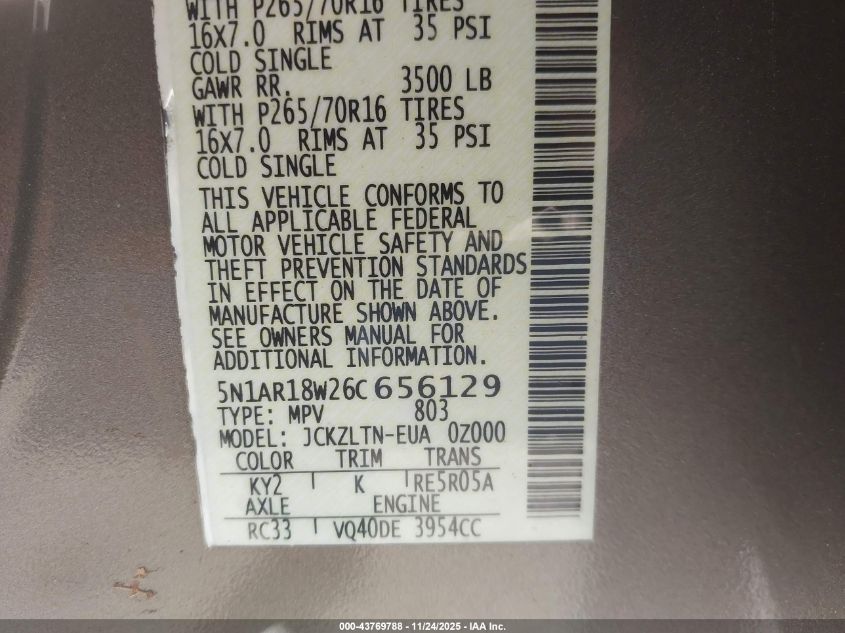 WITH P265/70R16 TIRES
16X7.0 RIMS AT 35 PSI
COLD SINGLE
GAWR RR. 3500 LB
WITH P265/70R16 TIRES
16X7.0 RIMS AT 35 PSI
COLD SINGLE
THIS VEHICLE CONFORMS TO
ALL APPLICABLE FEDERAL
MOTOR VEHICLE SAFETY AND
THEFT PREVENTION STANDARDS
IN EFFECT ON THE DATE OF
MANUFACTURE SHOWN ABOVE.
SEE OWNERS MANUAL FOR
ADDITIONAL INFORMATION.
5N1AR18W26C656129
TYPE: MPV 803
MODEL: JCKZLTN-EUA 0Z000
COLOR TRIM TRANS
KY2 K RE5R05A
AXLE ENGINE
RC33 VQ40DE 3954CC
000-43769788 - 11/24/2025 - IAA Inc.